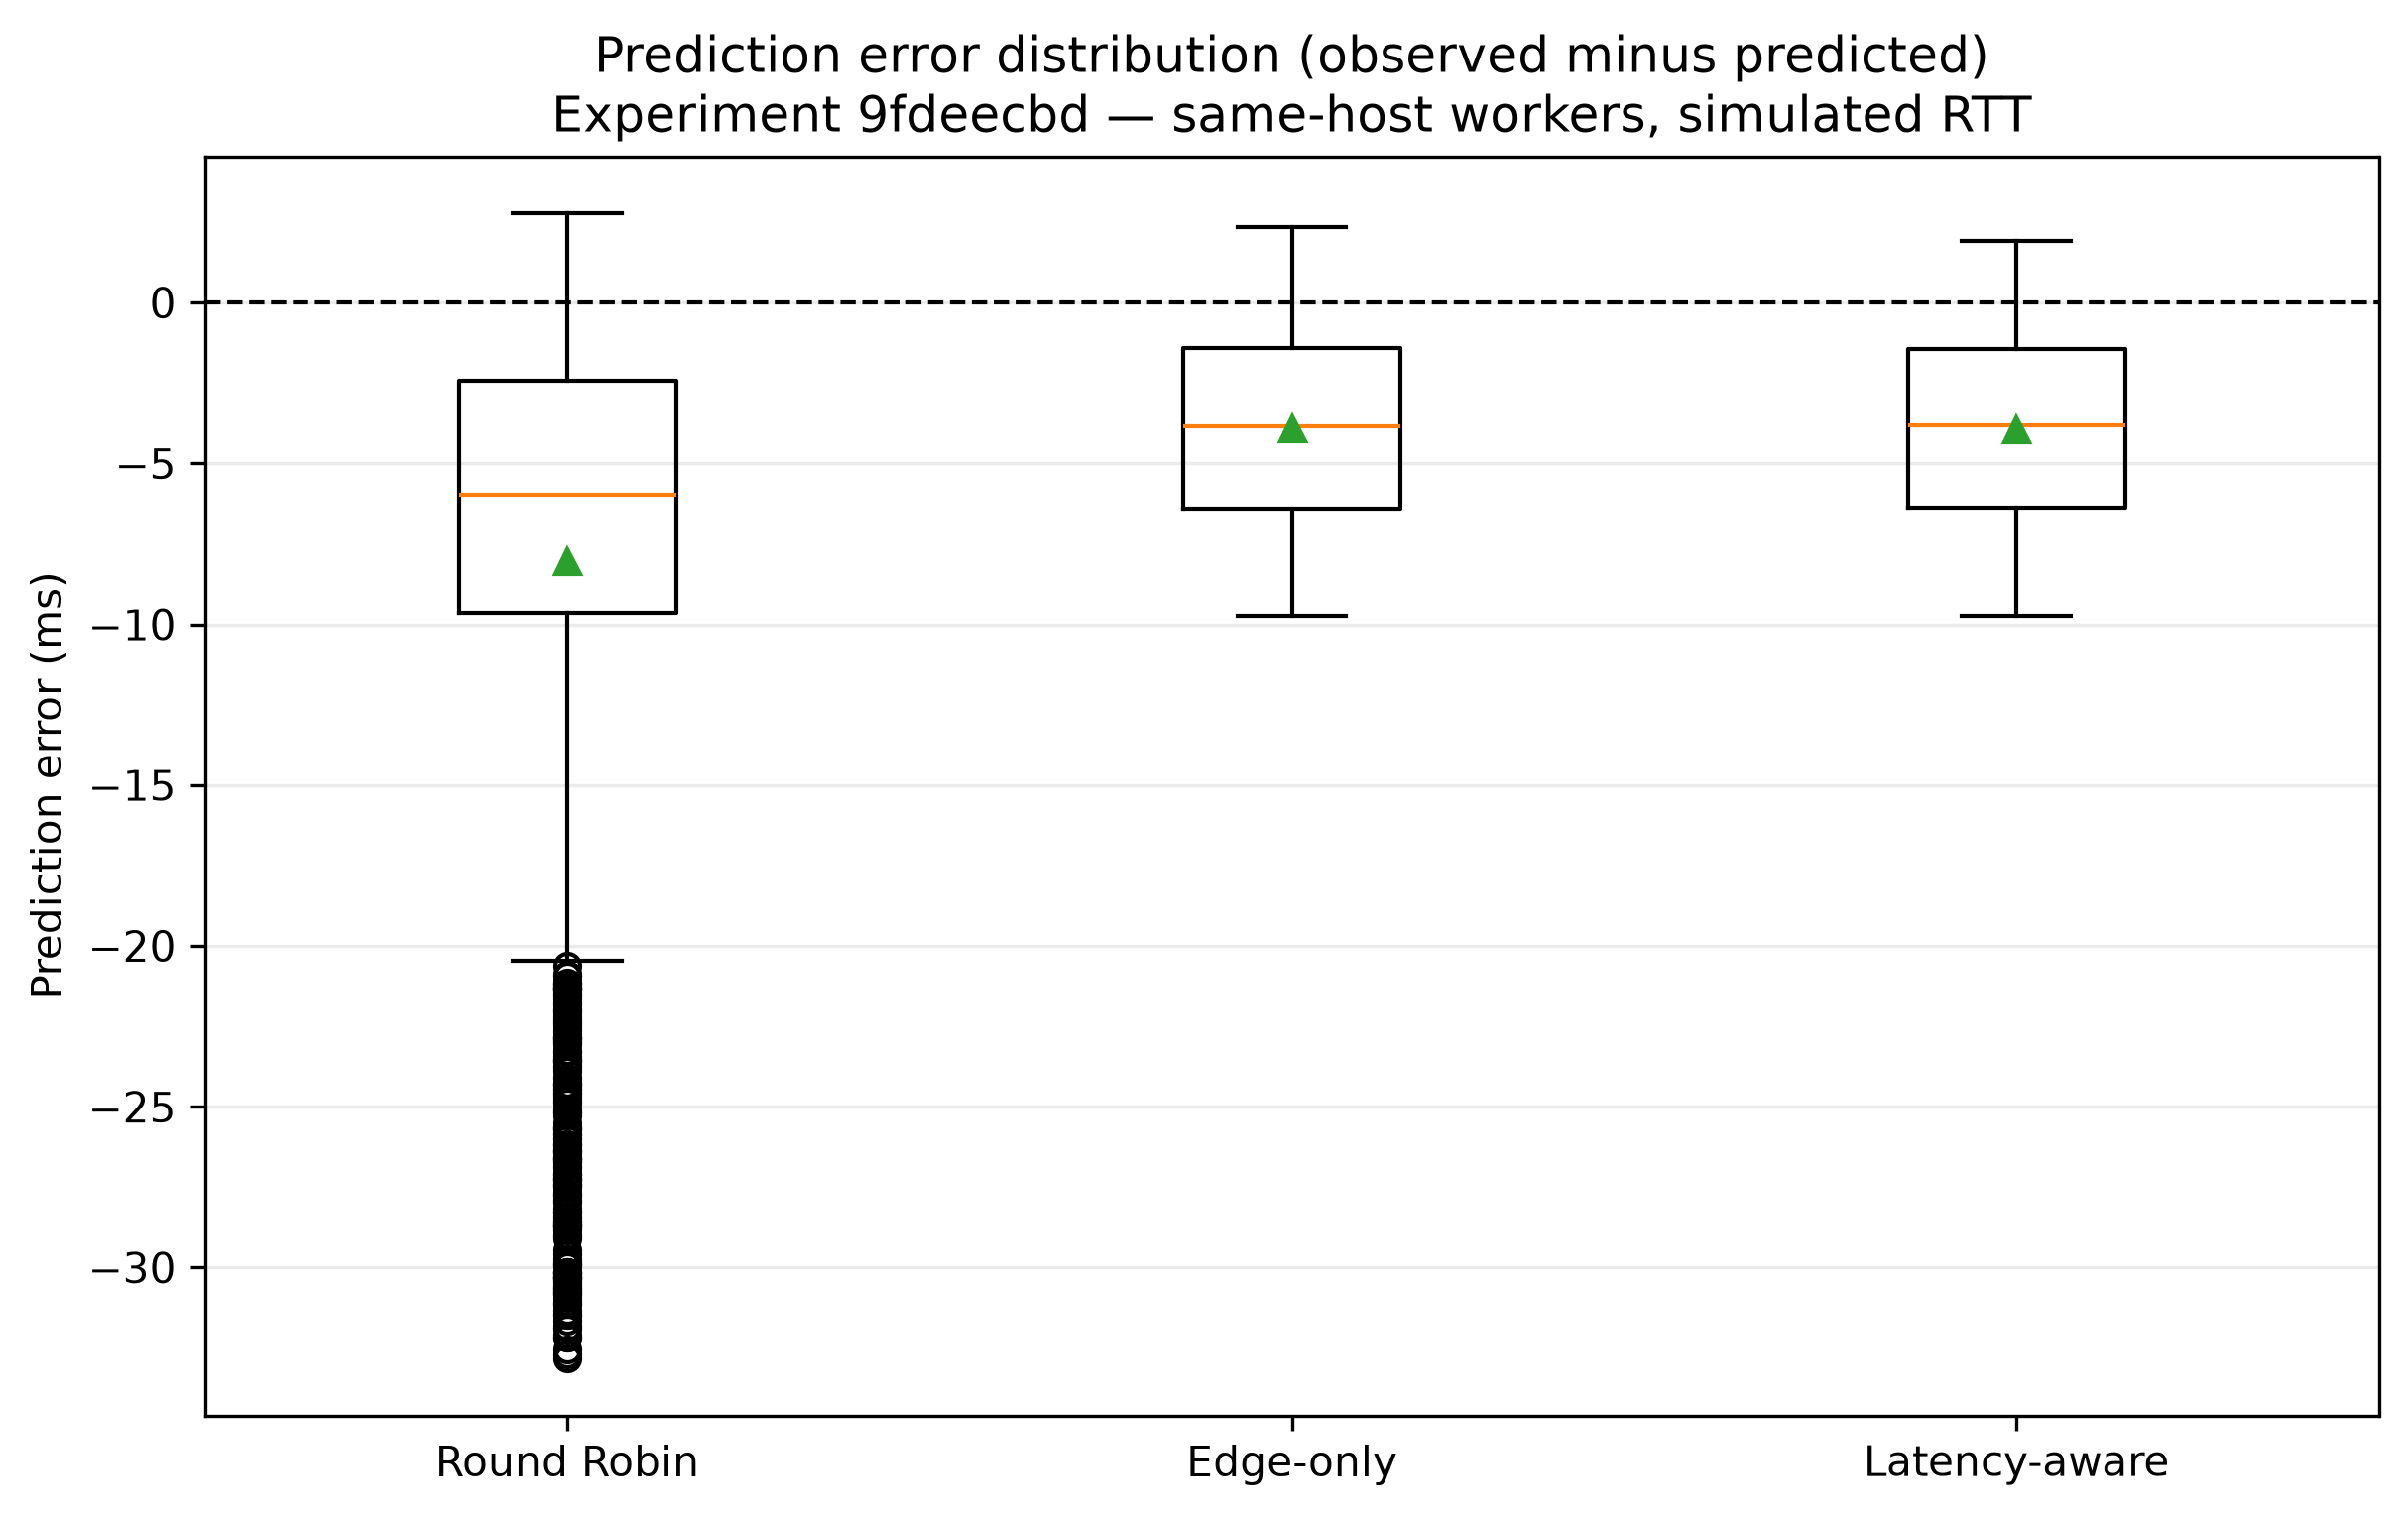 Prediction error distribution (observed minus predicted)
Experiment 9fdeecbd — same-host workers, simulated RTT
Prediction error (ms)
0
−5
−10
−15
−20
−25
−30
Round Robin
Edge-only
Latency-aware